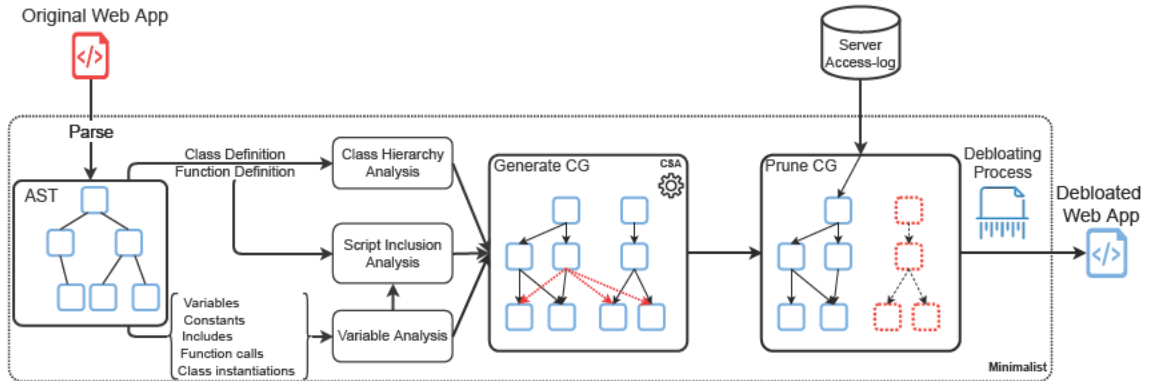 Original Web App
</>
Server
Access-log
Parse
Class Definition
Function Definition
Class Hierarchy
Analysis
Generate CG
CSA
Prune CG
Debloating
Process
AST
Debloated
Web App
</>
Script Inclusion
Analysis
Variables
Constants
Includes
Function calls
Class instantiations
Variable Analysis
Minimalist